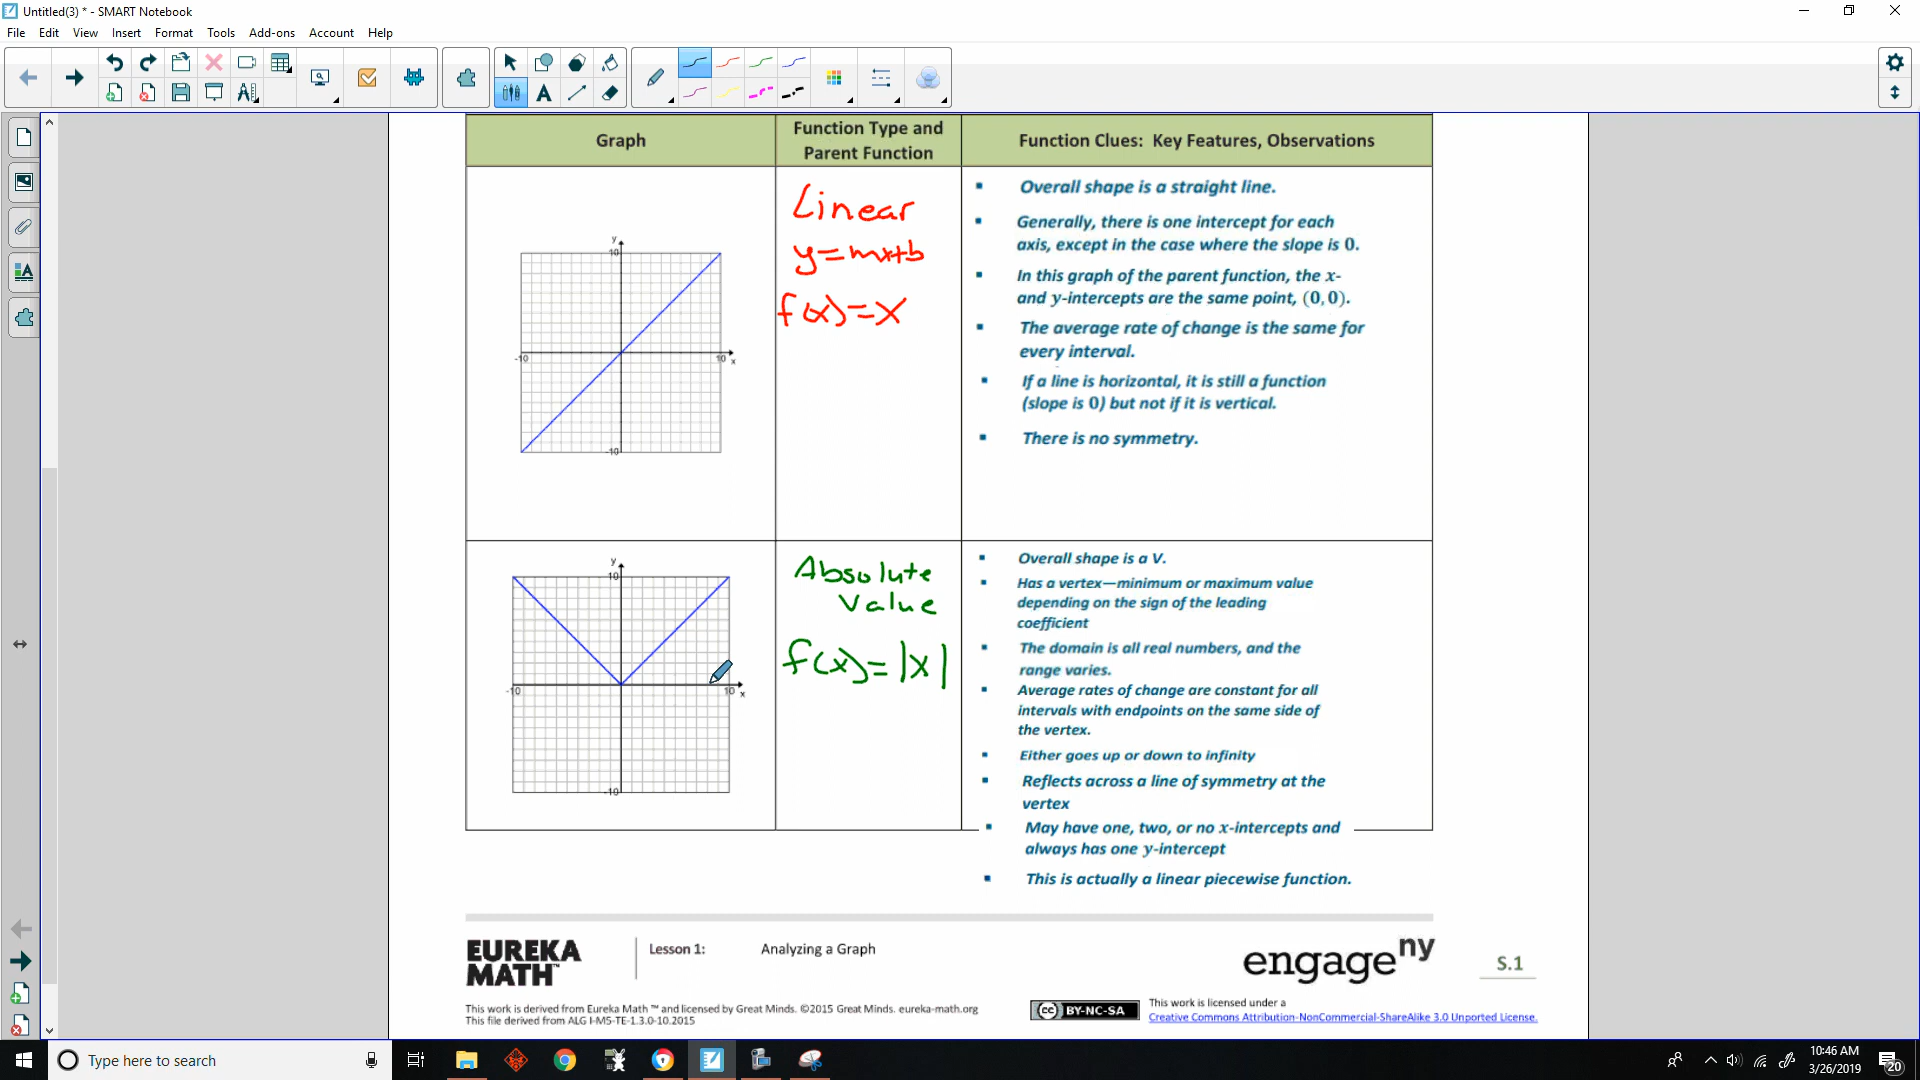 Untitled(3) * - SMART Notebook
File Edit View Insert Format Tools Add-ons Account Help
Graph
Function Type and
Parent Function
Function Clues: Key Features, Observations
y
10
-10
10
x
-10
Linear
y=mx+b
f(x)=x
▪ Overall shape is a straight line.
▪ Generally, there is one intercept for each
axis, except in the case where the slope is 0.
▪ In this graph of the parent function, the x-
and y-intercepts are the same point, (0,0).
▪ The average rate of change is the same for
every interval.
▪ If a line is horizontal, it is still a function
(slope is 0) but not if it is vertical.
▪ There is no symmetry.
y
10
-10
10
x
-10
Absolute
Value
f(x)=|x|
▪ Overall shape is a V.
▪ Has a vertex—minimum or maximum value
depending on the sign of the leading
coefficient
▪ The domain is all real numbers, and the
range varies.
▪ Average rates of change are constant for all
intervals with endpoints on the same side of
the vertex.
▪ Either goes up or down to infinity
▪ Reflects across a line of symmetry at the
vertex
▪ May have one, two, or no x-intercepts and
always has one y-intercept
▪ This is actually a linear piecewise function.
EUREKA
MATH™
Lesson 1: Analyzing a Graph
engageny
S.1
This work is derived from Eureka Math ™ and licensed by Great Minds. ©2015 Great Minds. eureka-math.org
This file derived from ALG I-M5-TE-1.3.0-10.2015
cc BY-NC-SA
This work is licensed under a
Creative Commons Attribution-NonCommercial-ShareAlike 3.0 Unported License.
Type here to search
10:46 AM
3/26/2019
20